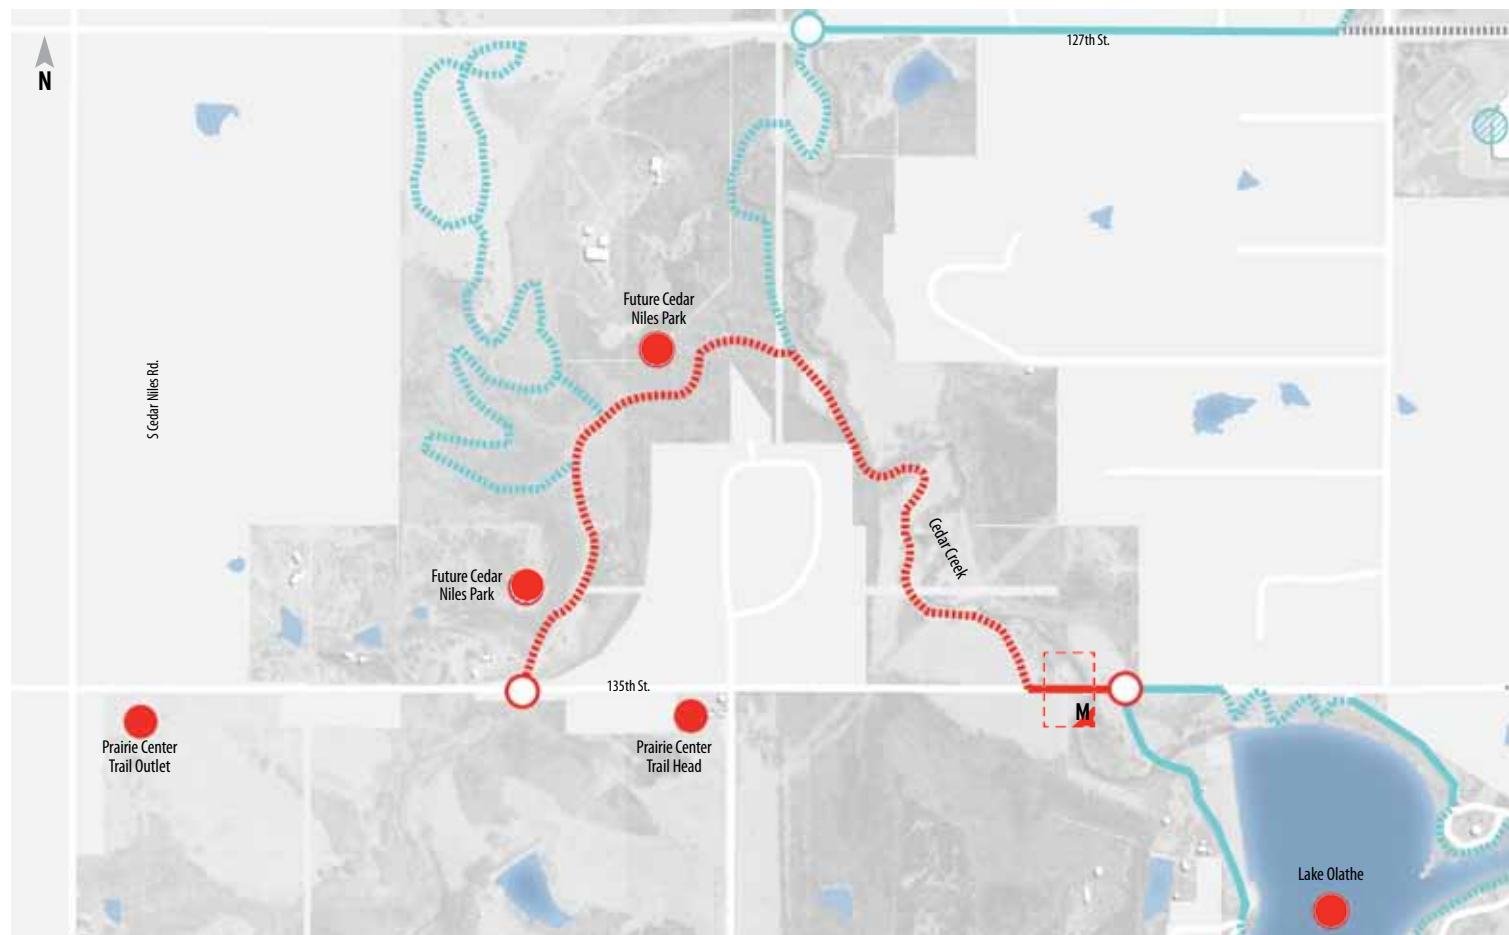 127th St.
N
Future Cedar
Niles Park
S Cedar Niles Rd.
Cedar Creek
Future Cedar
Niles Park
135th St.
M
Prairie Center
Trail Outlet
Prairie Center
Trail Head
Lake Olathe